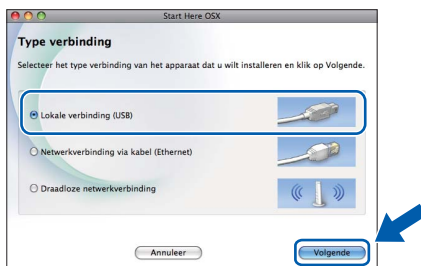 Start Here OSX
Type verbinding
Selecteer het type verbinding van het apparaat dat u wilt installeren en klik op Volgende.
Lokale verbinding (USB)
Netwerkverbinding via kabel (Ethernet)
Draadloze netwerkverbinding
Annuleer
Volgende